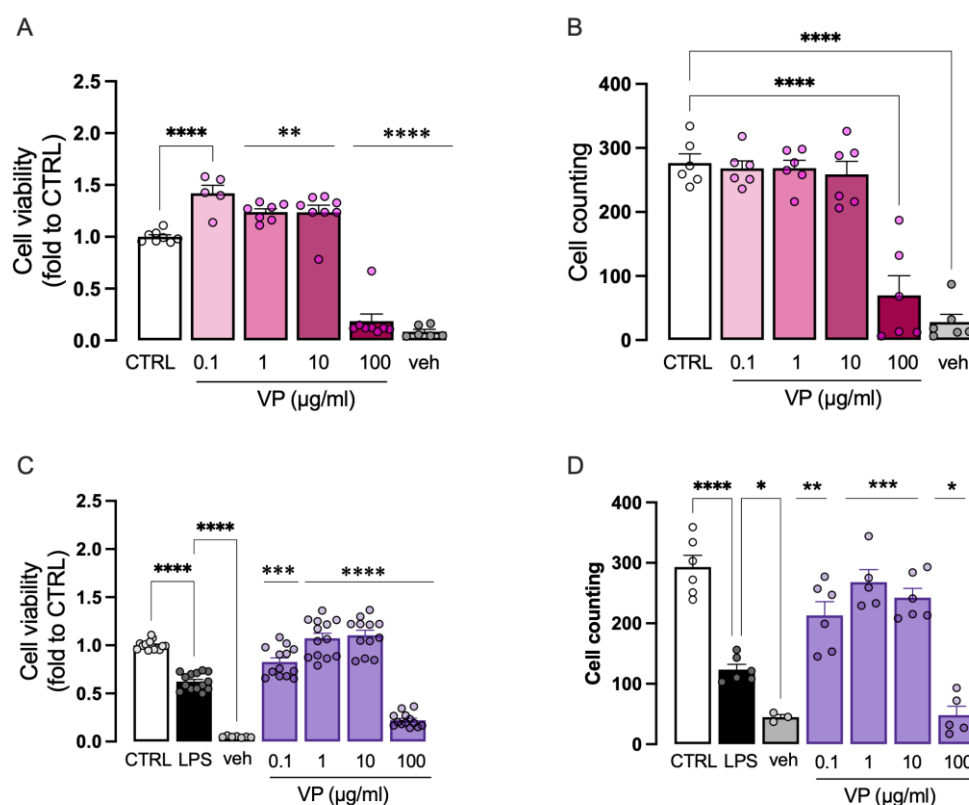 A
Cell viability
(fold to CTRL)
2.5
2.0
1.5
1.0
0.5
0.0
****
**
****
CTRL 0.1 1 10 100 veh
VP (µg/ml)
B
Cell counting
400
300
200
100
0
****
****
CTRL 0.1 1 10 100 veh
VP (µg/ml)
C
Cell viability
(fold to CTRL)
2.5
2.0
1.5
1.0
0.5
0.0
****
****
***
****
CTRL LPS veh 0.1 1 10 100
VP (µg/ml)
D
Cell counting
400
300
200
100
0
****
*
**
***
*
CTRL LPS veh 0.1 1 10 100
VP (µg/ml)